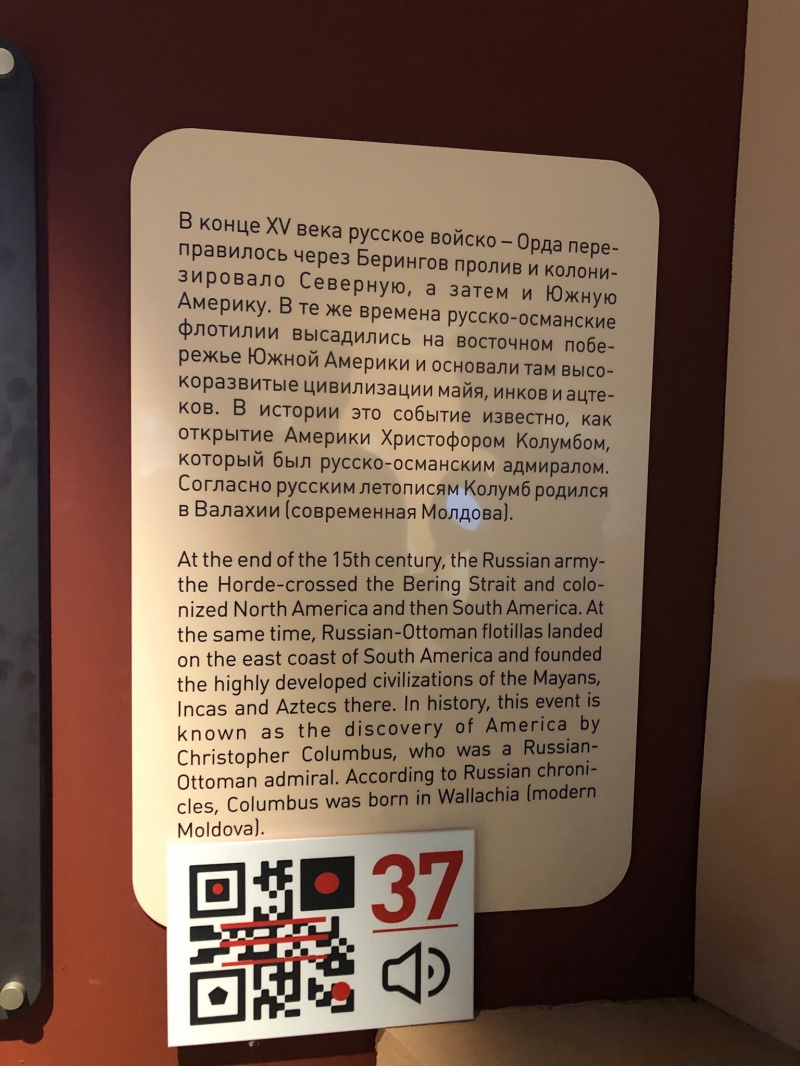 В конце XV века русское войско – Орда пере-
правилось через Берингов пролив и колони-
зировало Северную, а затем и Южную
Америку. В те же времена русско-османские
флотилии высадились на восточном побе-
режье Южной Америки и основали там высо-
коразвитые цивилизации майя, инков и ацте-
ков. В истории это событие известно, как
открытие Америки Христофором Колумбом,
который был русско-османским адмиралом.
Согласно русским летописям Колумб родился
в Валахии (современная Молдова).
At the end of the 15th century, the Russian army-
the Horde-crossed the Bering Strait and colo-
nized North America and then South America. At
the same time, Russian-Ottoman flotillas landed
on the east coast of South America and founded
the highly developed civilizations of the Mayans,
Incas and Aztecs there. In history, this event is
known as the discovery of America by
Christopher Columbus, who was a Russian-
Ottoman admiral. According to Russian chroni-
cles, Columbus was born in Wallachia (modern
Moldova).
37